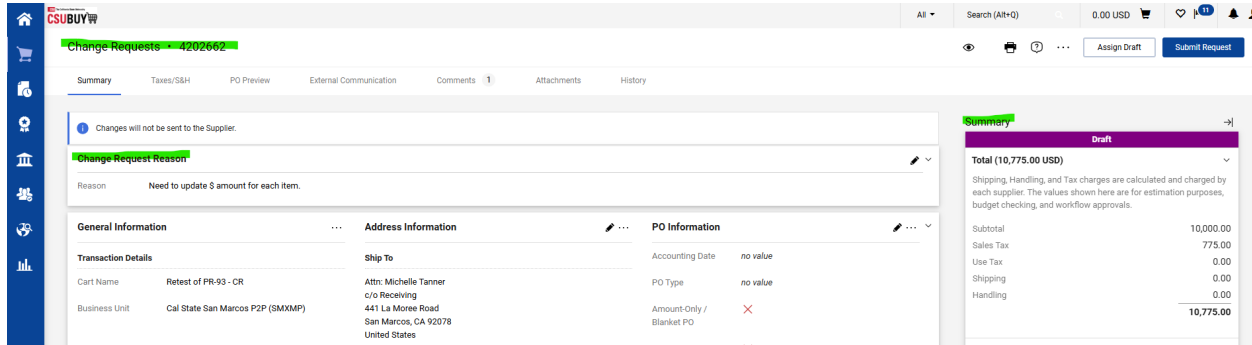 CSUBUY
All
Search (Alt+Q)
0.00 USD
11
Change Requests • 4202662
Assign Draft
Submit Request
Summary
Taxes/S&H
PO Preview
External Communication
Comments 1
Attachments
History
Changes will not be sent to the Supplier.
Change Request Reason
Reason Need to update $ amount for each item.
General Information
Transaction Details
Cart Name Retest of PR-93 - CR
Business Unit Cal State San Marcos P2P (SMXMP)
Address Information
Ship To
Attn: Michelle Tanner
c/o Receiving
441 La Moree Road
San Marcos, CA 92078
United States
PO Information
Accounting Date no value
PO Type no value
Amount-Only /
Blanket PO
Summary
Draft
Total (10,775.00 USD)
Shipping, Handling, and Tax charges are calculated and charged by
each supplier. The values shown here are for estimation purposes,
budget checking, and workflow approvals.
Subtotal 10,000.00
Sales Tax 775.00
Use Tax 0.00
Shipping 0.00
Handling 0.00
10,775.00